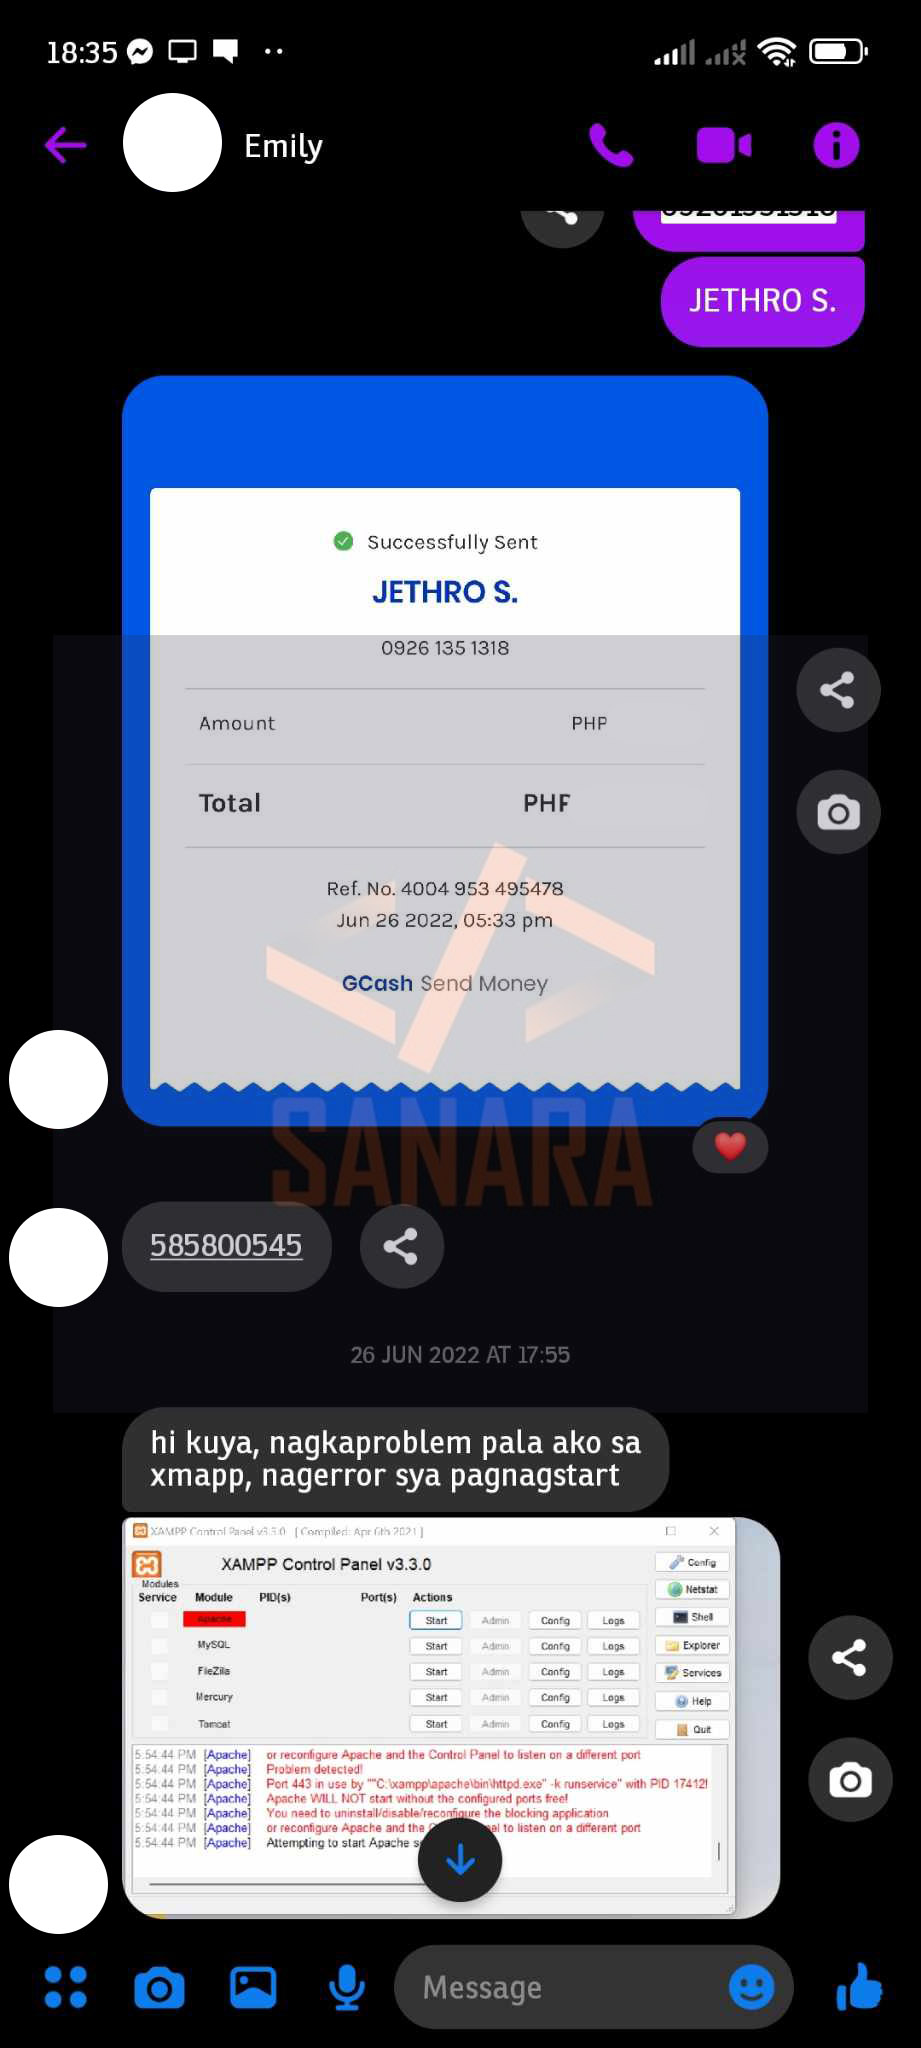 18:35
Emily
JETHRO S.
Successfully Sent
JETHRO S.
0926 135 1318
Amount PHP
Total PHP
Ref. No. 4004 953 495478
Jun 26 2022, 05:33 pm
GCash Send Money
SANARA
585800545
26 JUN 2022 AT 17:55
hi kuya, nagkaproblem pala ako sa
xmapp, nagerror sya pagnagstart
XAMPP Control Panel v3.3.0 [ Compiled: Apr 6th 2021 ]
XAMPP Control Panel v3.3.0
Config
Modules
Netstat
Service Module PID(s) Port(s) Actions
Shell
Apache Start Admin Config Logs
MySQL Start Admin Config Logs
Explorer
FileZilla Start Admin Config Logs
Services
Mercury Start Admin Config Logs
Help
Tomcat Start Admin Config Logs
Quit
5:54:44 PM [Apache] or reconfigure Apache and the Control Panel to listen on a different port
5:54:44 PM [Apache] Problem detected!
5:54:44 PM [Apache] Port 443 in use by ""C:\xampp\apache\bin\httpd.exe" -k runservice" with PID 17412!
5:54:44 PM [Apache] Apache WILL NOT start without the configured ports free!
5:54:44 PM [Apache] You need to uninstall/disable/reconfigure the blocking application
5:54:44 PM [Apache] or reconfigure Apache and the to listen on a different port
5:54:44 PM [Apache] Attempting to start Apache
Message